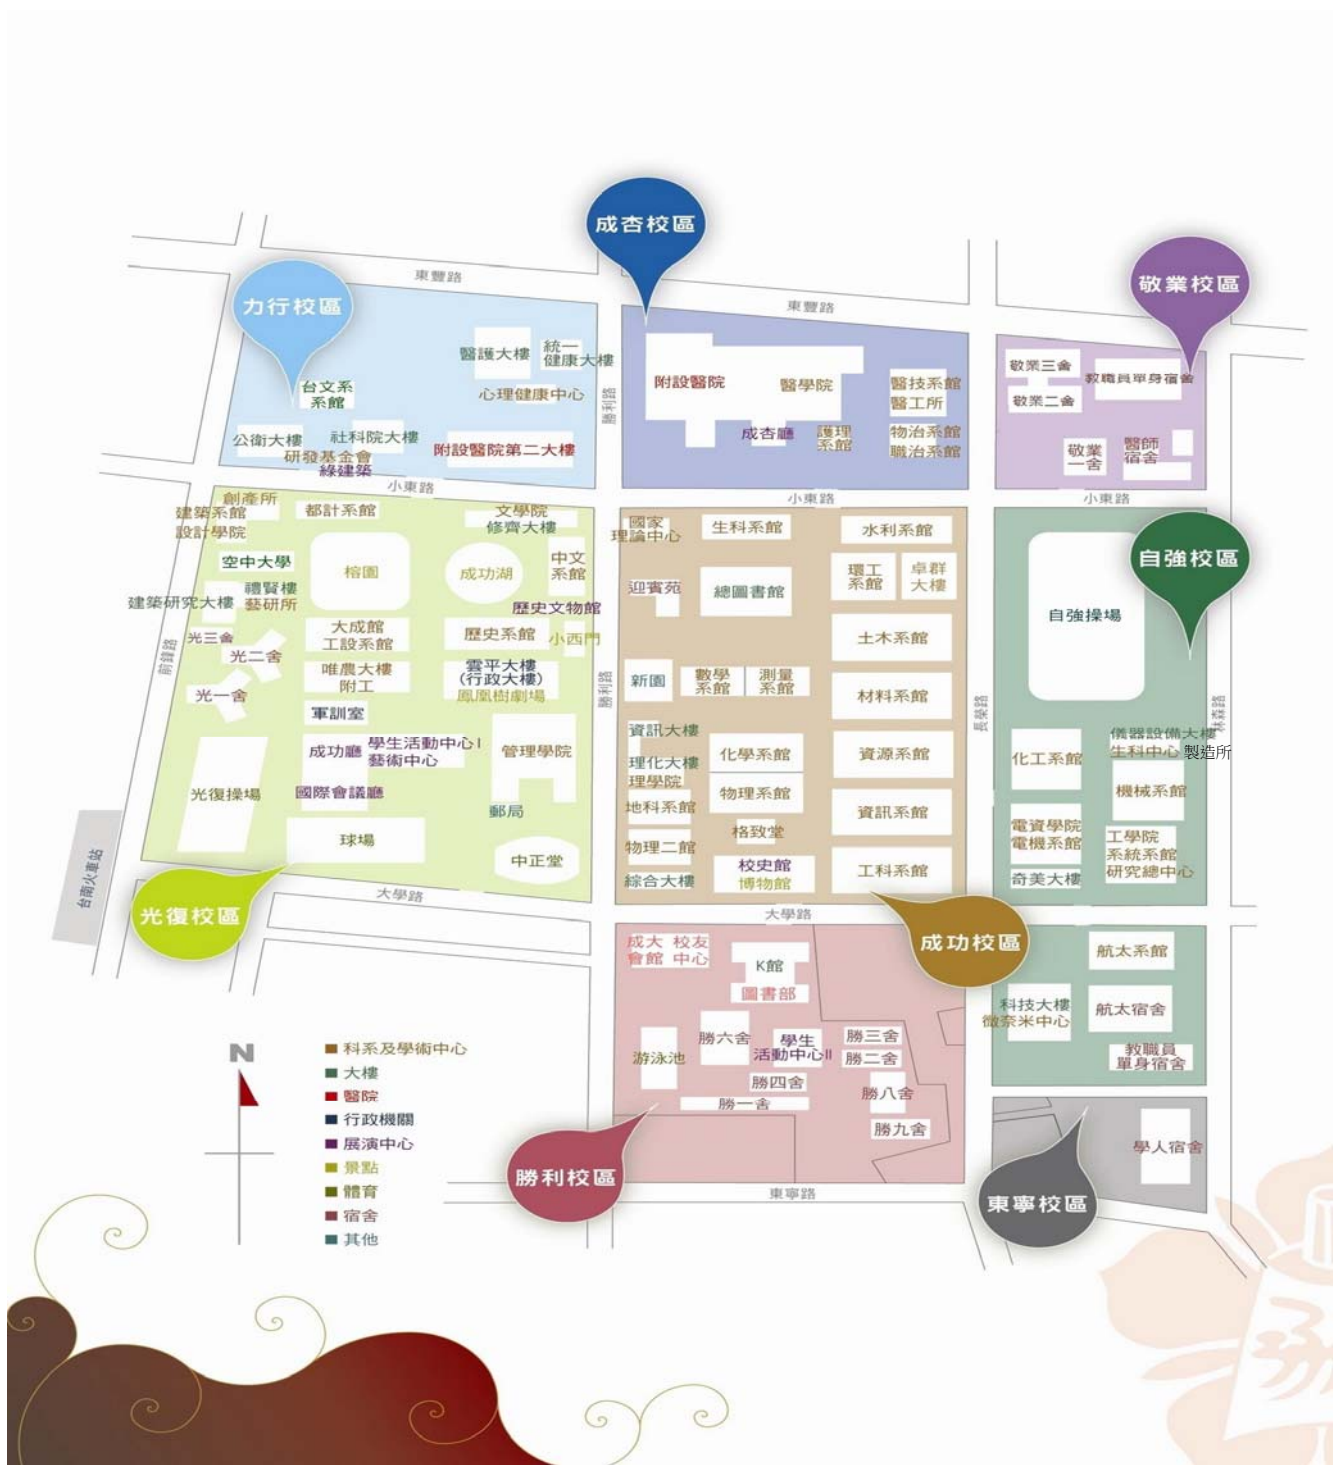 成杏校區
敬業校區
力行校區
東豐路
東豐路
醫護大樓
統一
健康大樓
台文系
系館
心理健康中心
公衛大樓
社科院大樓
研發基金會
綠建築
附設醫院第二大樓
勝利路
附設醫院
醫學院
醫技系館
醫工所
成杏廳
護理
系館
物治系館
職治系館
敬業三舍
教職員單身宿舍
敬業二舍
敬業
一舍
醫師
宿舍
小東路
小東路
小東路
創產所
建築系館
設計學院
都計系館
文學院
修齊大樓
空中大學
榕園
成功湖
中文
系館
禮賢樓
藝研所
建築研究大樓
歷史文物館
光三舍
光二舍
光一舍
大成館
工設系館
歷史系館
小西門
唯農大樓
附工
雲平大樓
(行政大樓)
鳳凰樹劇場
軍訓室
成功廳
學生活動中心I
藝術中心
管理學院
光復操場
國際會議廳
郵局
球場
中正堂
前鋒路
台南火車站
光復校區
大學路
勝利路
國家
理論中心
生科系館
水利系館
環工
系館
卓群
大樓
迎賓苑
總圖書館
土木系館
新園
數學
系館
測量
系館
材料系館
資訊大樓
理化大樓
理學院
化學系館
資源系館
地科系館
物理系館
資訊系館
物理二館
格致堂
綜合大樓
校史館
博物館
工科系館
大學路
成功校區
長榮路
自強校區
自強操場
林森路
儀器設備大樓
生科中心
製造所
化工系館
機械系館
電資學院
電機系館
工學院
系統系館
研究總中心
奇美大樓
航太系館
科技大樓
微奈米中心
航太宿舍
教職員
單身宿舍
成大
會館
校友
中心
K館
圖書部
游泳池
勝六舍
學生
活動中心II
勝三舍
勝二舍
勝四舍
勝八舍
勝一舍
勝九舍
勝利校區
東寧路
東寧校區
學人宿舍
N
科系及學術中心
大樓
醫院
行政機關
展演中心
景點
體育
宿舍
其他